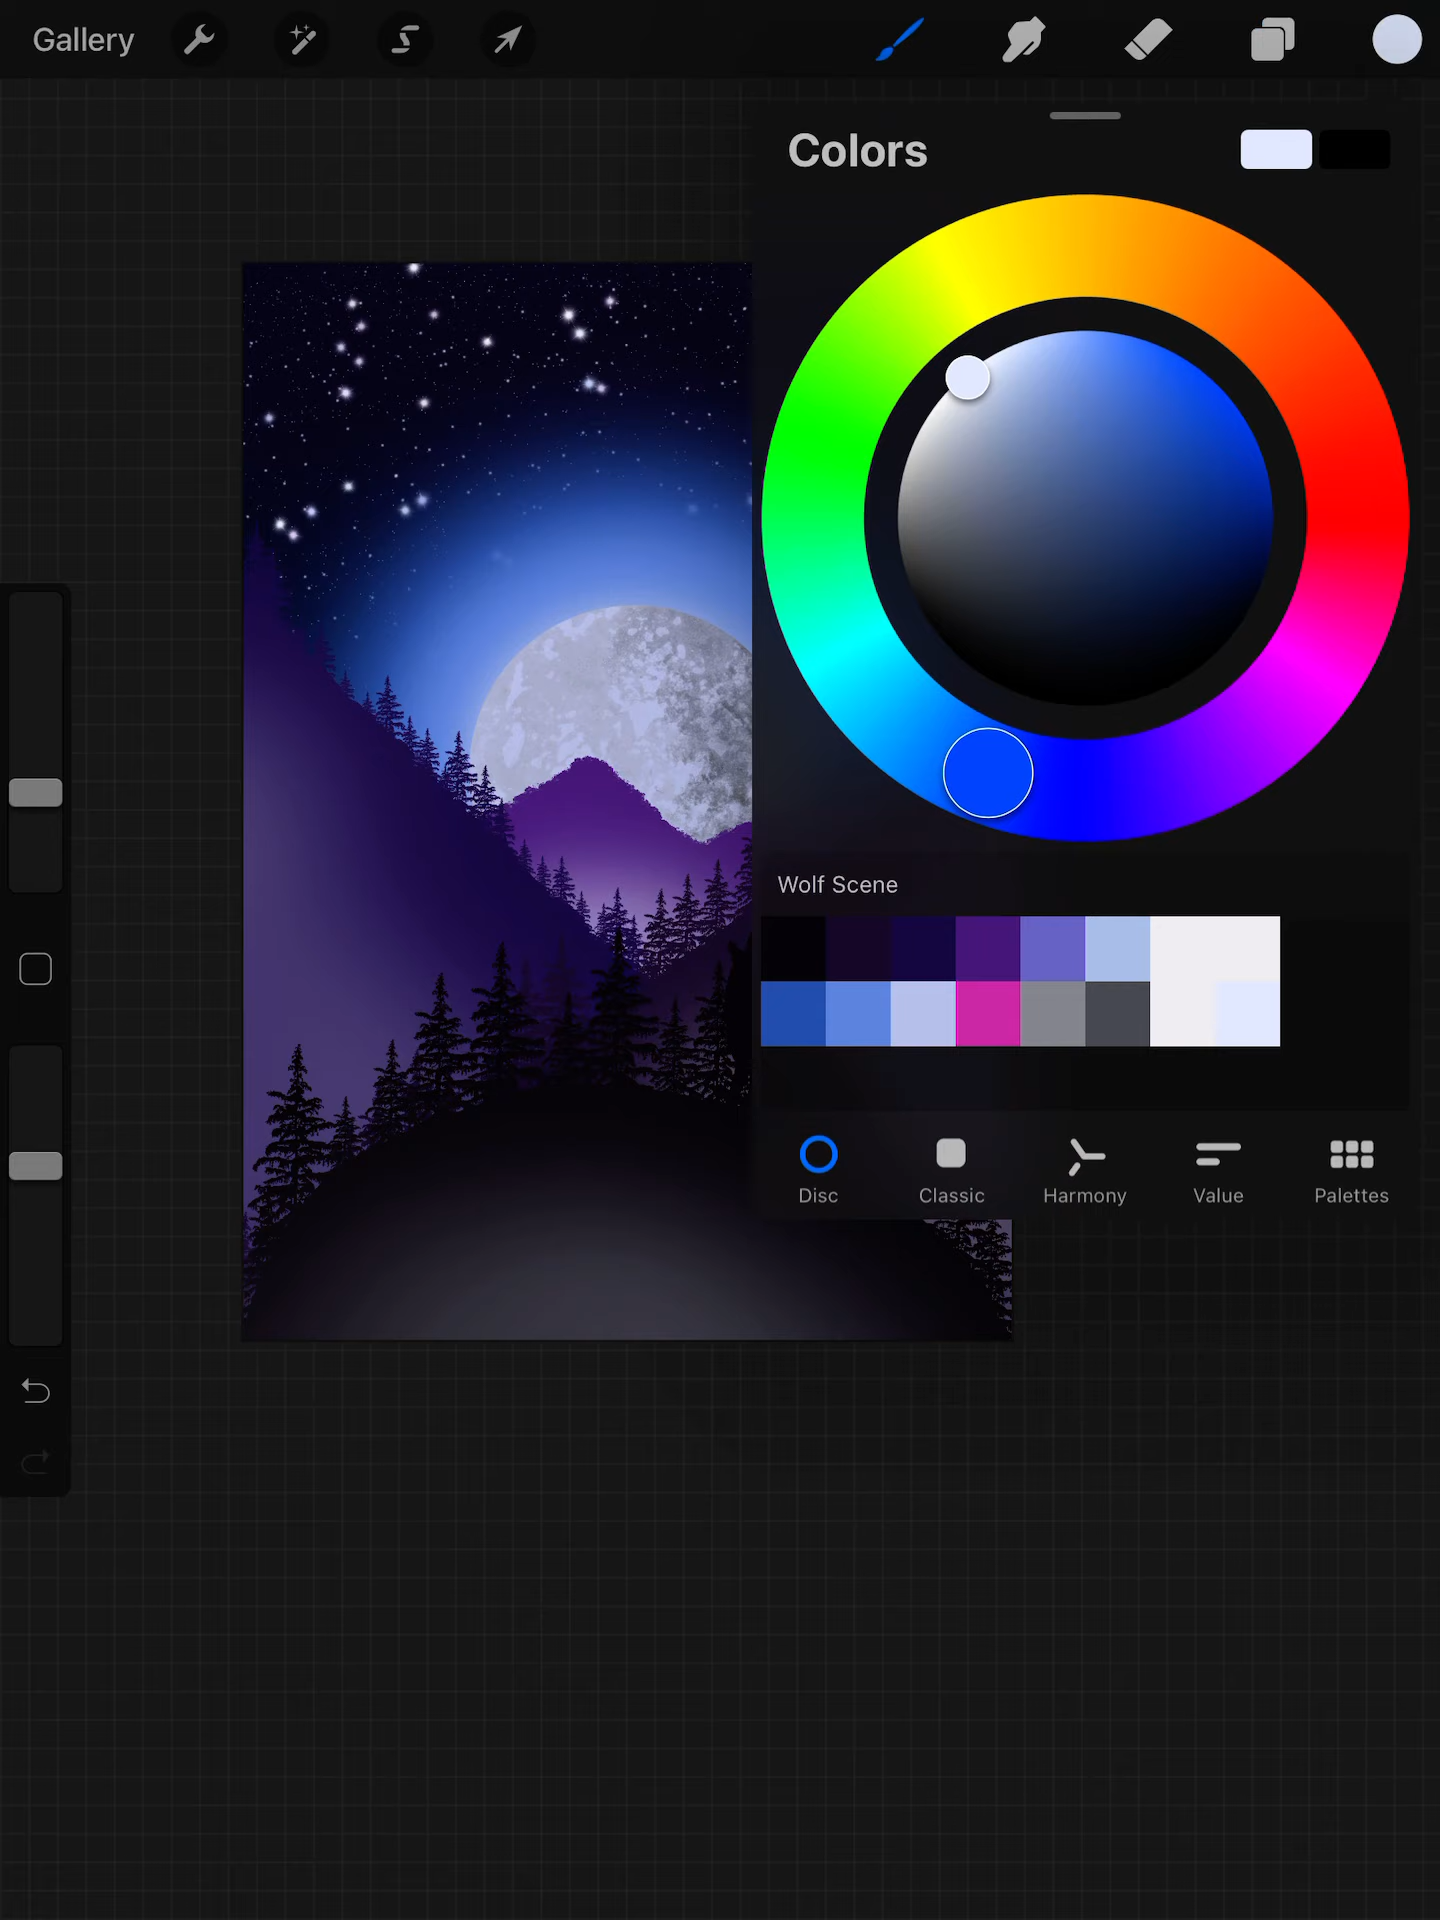 Gallery
Colors
Wolf Scene
Disc
Classic
Harmony
Value
Palettes